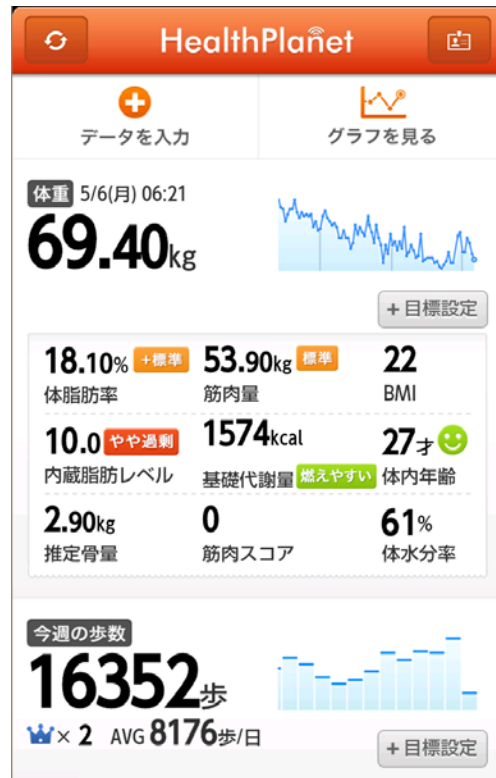 HealthPlanet
データを入力
グラフを見る
体重 5/6(月) 06:21
69.40kg
+目標設定
18.10% +標準 53.90kg 標準 22
体脂肪率 筋肉量 BMI
10.0 やや過剰 1574kcal 27才
内蔵脂肪レベル 基礎代謝量 燃えやすい 体内年齢
2.90kg 0 61%
推定骨量 筋肉スコア 体水分率
今週の歩数
16352歩
× 2 AVG 8176歩/日
+目標設定